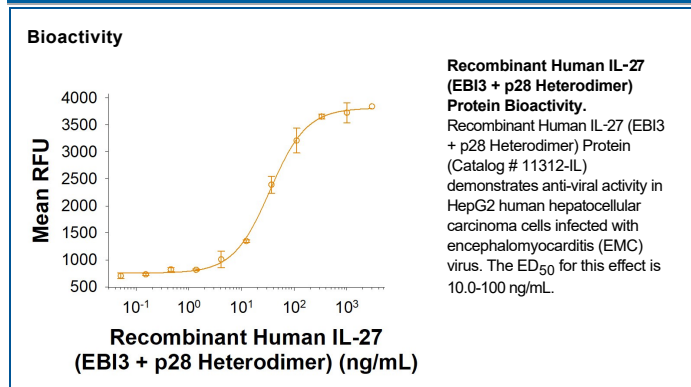 Bioactivity
4000
3500
3000
2500
2000
1500
1000
500
Mean RFU
10⁻¹ 10⁰ 10¹ 10² 10³
Recombinant Human IL-27
(EBI3 + p28 Heterodimer) (ng/mL)
Recombinant Human IL-27
(EBI3 + p28 Heterodimer)
Protein Bioactivity.
Recombinant Human IL-27 (EBI3
+ p28 Heterodimer) Protein
(Catalog # 11312-IL)
demonstrates anti-viral activity in
HepG2 human hepatocellular
carcinoma cells infected with
encephalomyocarditis (EMC)
virus. The ED₅₀ for this effect is
10.0-100 ng/mL.